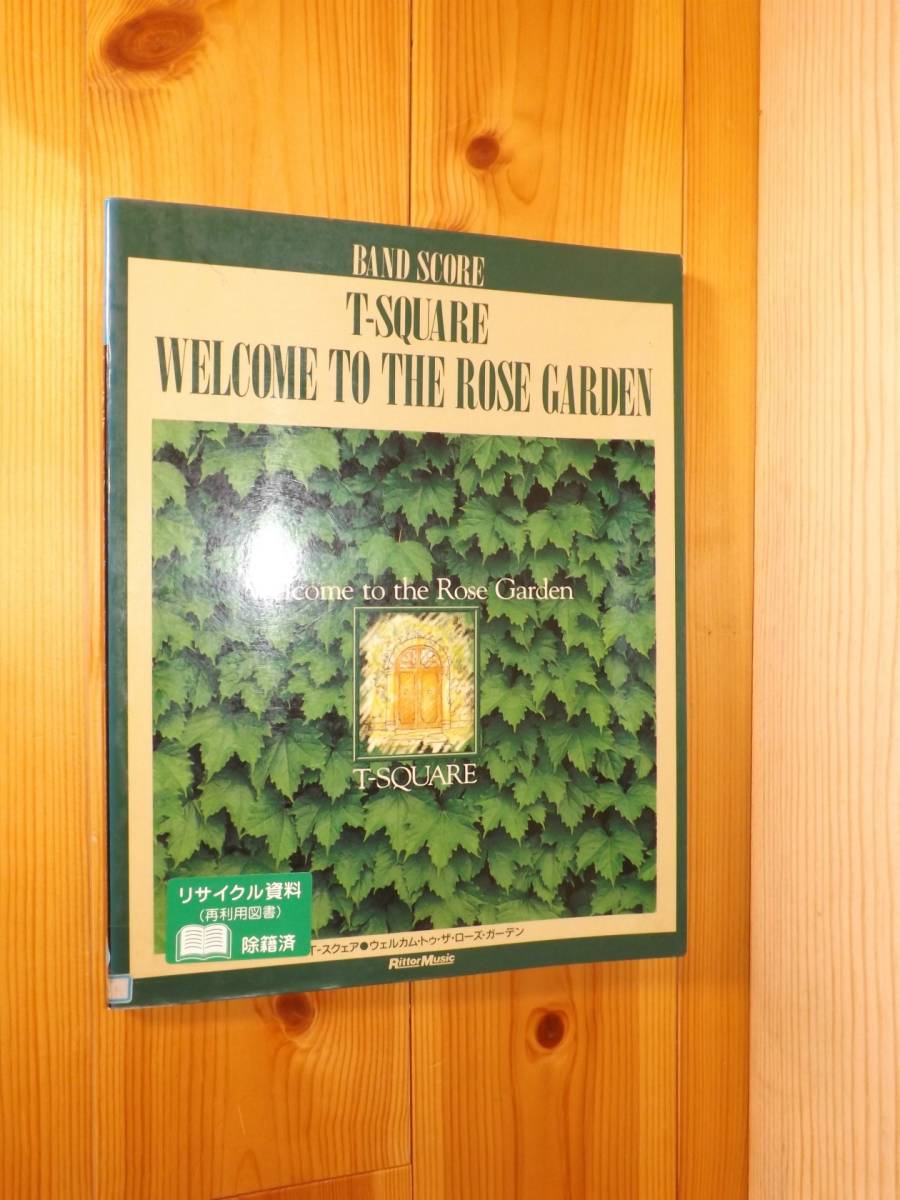 BAND SCORE
T-SQUARE
WELCOME TO THE ROSE GARDEN
come to the Rose Garden
T-SQUARE
リサイクル資料
(再利用図書)
除籍済
T-スクェア●ウェルカム・トゥ・ザ・ローズ・ガーデン
RittorMusic